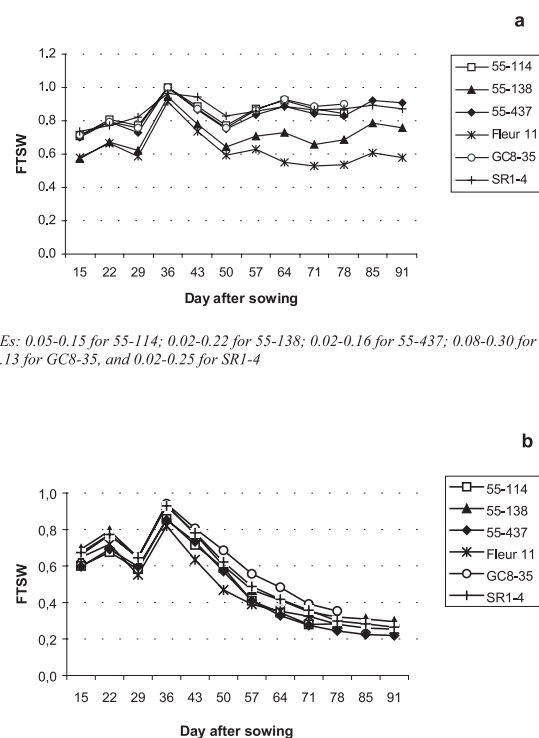 a
1.2
1.0
0.8
0.6
0.4
0.2
0.0
FTSW
15 22 29 36 43 50 57 64 71 78 85 91
Day after sowing
55-114
55-138
55-437
Fleur 11
GC8-35
SR1-4
Es: 0.05-0.15 for 55-114; 0.02-0.22 for 55-138; 0.02-0.16 for 55-437; 0.08-0.30 for
.13 for GC8-35, and 0.02-0.25 for SR1-4
b
1,0
0,8
0,6
0,4
0,2
0,0
FTSW
15 22 29 36 43 50 57 64 71 78 85 91
Day after sowing
55-114
55-138
55-437
Fleur 11
GC8-35
SR1-4